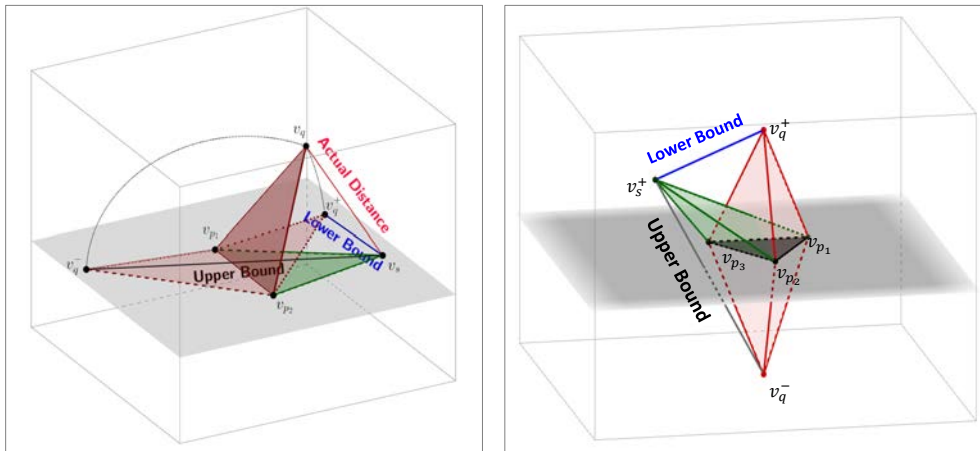 v_q
Actual Distance
v_{p_1}
v_q^+
Lower Bound
v_q^-
Upper Bound
v_s
v_{p_2}
v_q^+
Lower Bound
v_s^+
Upper Bound
v_{p_1}
v_{p_3}
v_{p_2}
v_q^-